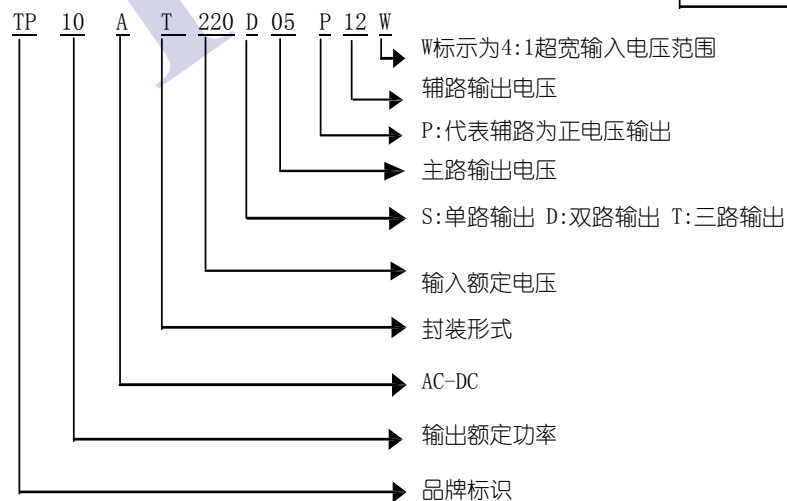 TP 10 A T 220 D 05 P 12 W
W标示为4:1超宽输入电压范围
辅路输出电压
P:代表辅路为正电压输出
主路输出电压
S:单路输出 D:双路输出 T:三路输出
输入额定电压
封装形式
AC-DC
输出额定功率
品牌标识